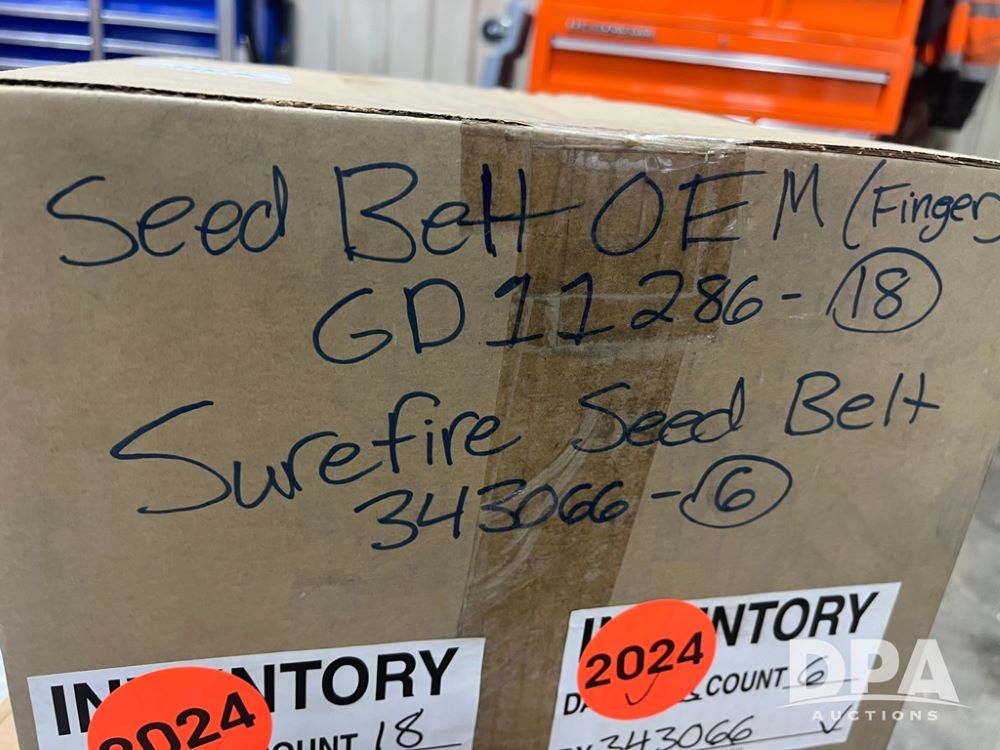 Seed Belt OEM (Finger)
GD11286 - 18
Surefire Seed Belt
343066 - 6
INVENTORY
2024
COUNT 18
INVENTORY
2024
COUNT 6
343066
DPA
AUCTIONS